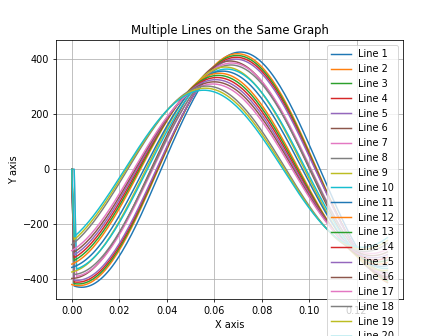 Multiple Lines on the Same Graph
Y axis
400
200
0
−200
−400
0.00
0.02
0.04
0.06
0.08
0.10
X axis
Line 1
Line 2
Line 3
Line 4
Line 5
Line 6
Line 7
Line 8
Line 9
Line 10
Line 11
Line 12
Line 13
Line 14
Line 15
Line 16
Line 17
Line 18
Line 19
Line 20